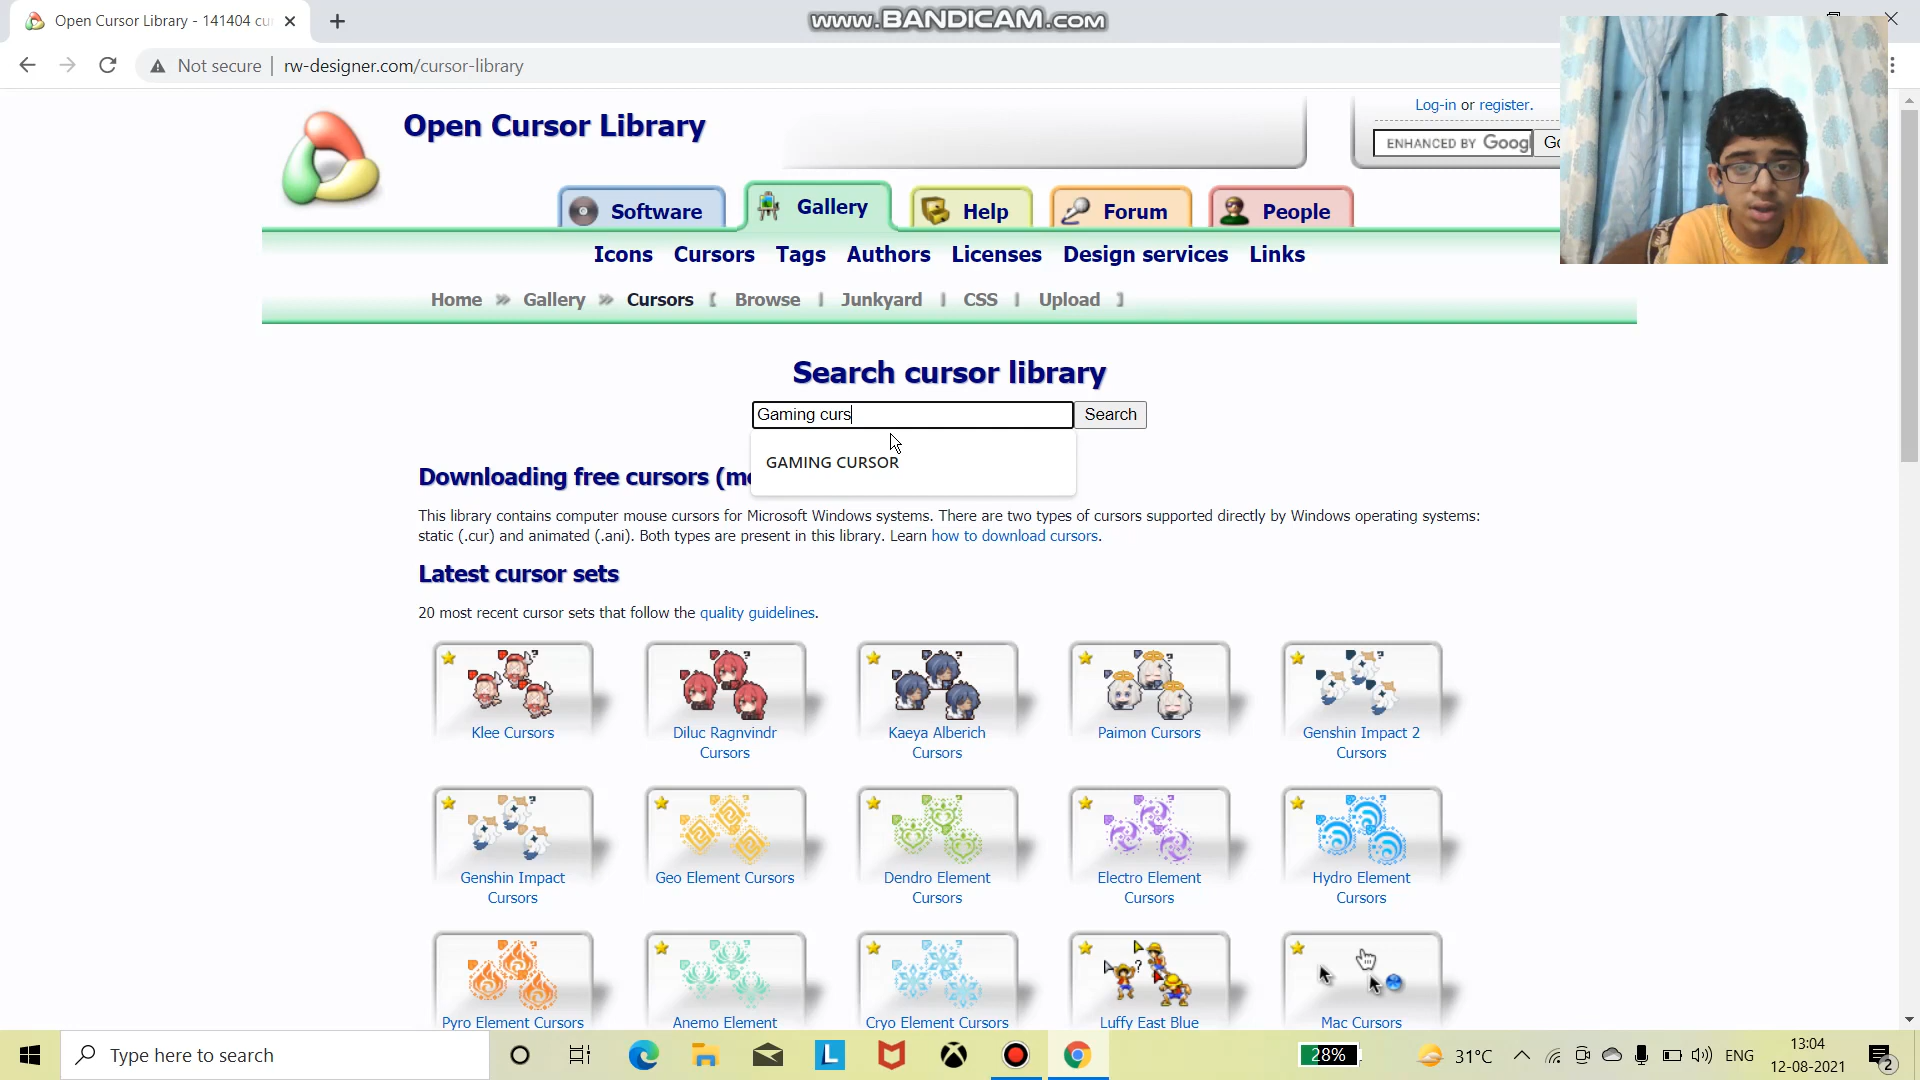 Open Cursor Library - 141404 cu
WWW.BANDICAM.COM
Not secure | rw-designer.com/cursor-library
Open Cursor Library
Log-in or register.
ENHANCED BY Googl
Go
Software
Gallery
Help
Forum
People
Icons Cursors Tags Authors Licenses Design services Links
Home » Gallery » Cursors [ Browse | Junkyard | CSS | Upload ]
Search cursor library
Gaming curs
Search
GAMING CURSOR
Downloading free cursors (m
This library contains computer mouse cursors for Microsoft Windows systems. There are two types of cursors supported directly by Windows operating systems:
static (.cur) and animated (.ani). Both types are present in this library. Learn how to download cursors.
Latest cursor sets
20 most recent cursor sets that follow the quality guidelines.
Klee Cursors
Diluc Ragnvindr
Cursors
Kaeya Alberich
Cursors
Paimon Cursors
Genshin Impact 2
Cursors
Genshin Impact
Cursors
Geo Element Cursors
Dendro Element
Cursors
Electro Element
Cursors
Hydro Element
Cursors
Pyro Element Cursors
Anemo Element
Cryo Element Cursors
Luffy East Blue
Mac Cursors
Type here to search
28%
31°C
ENG
13:04
12-08-2021
2